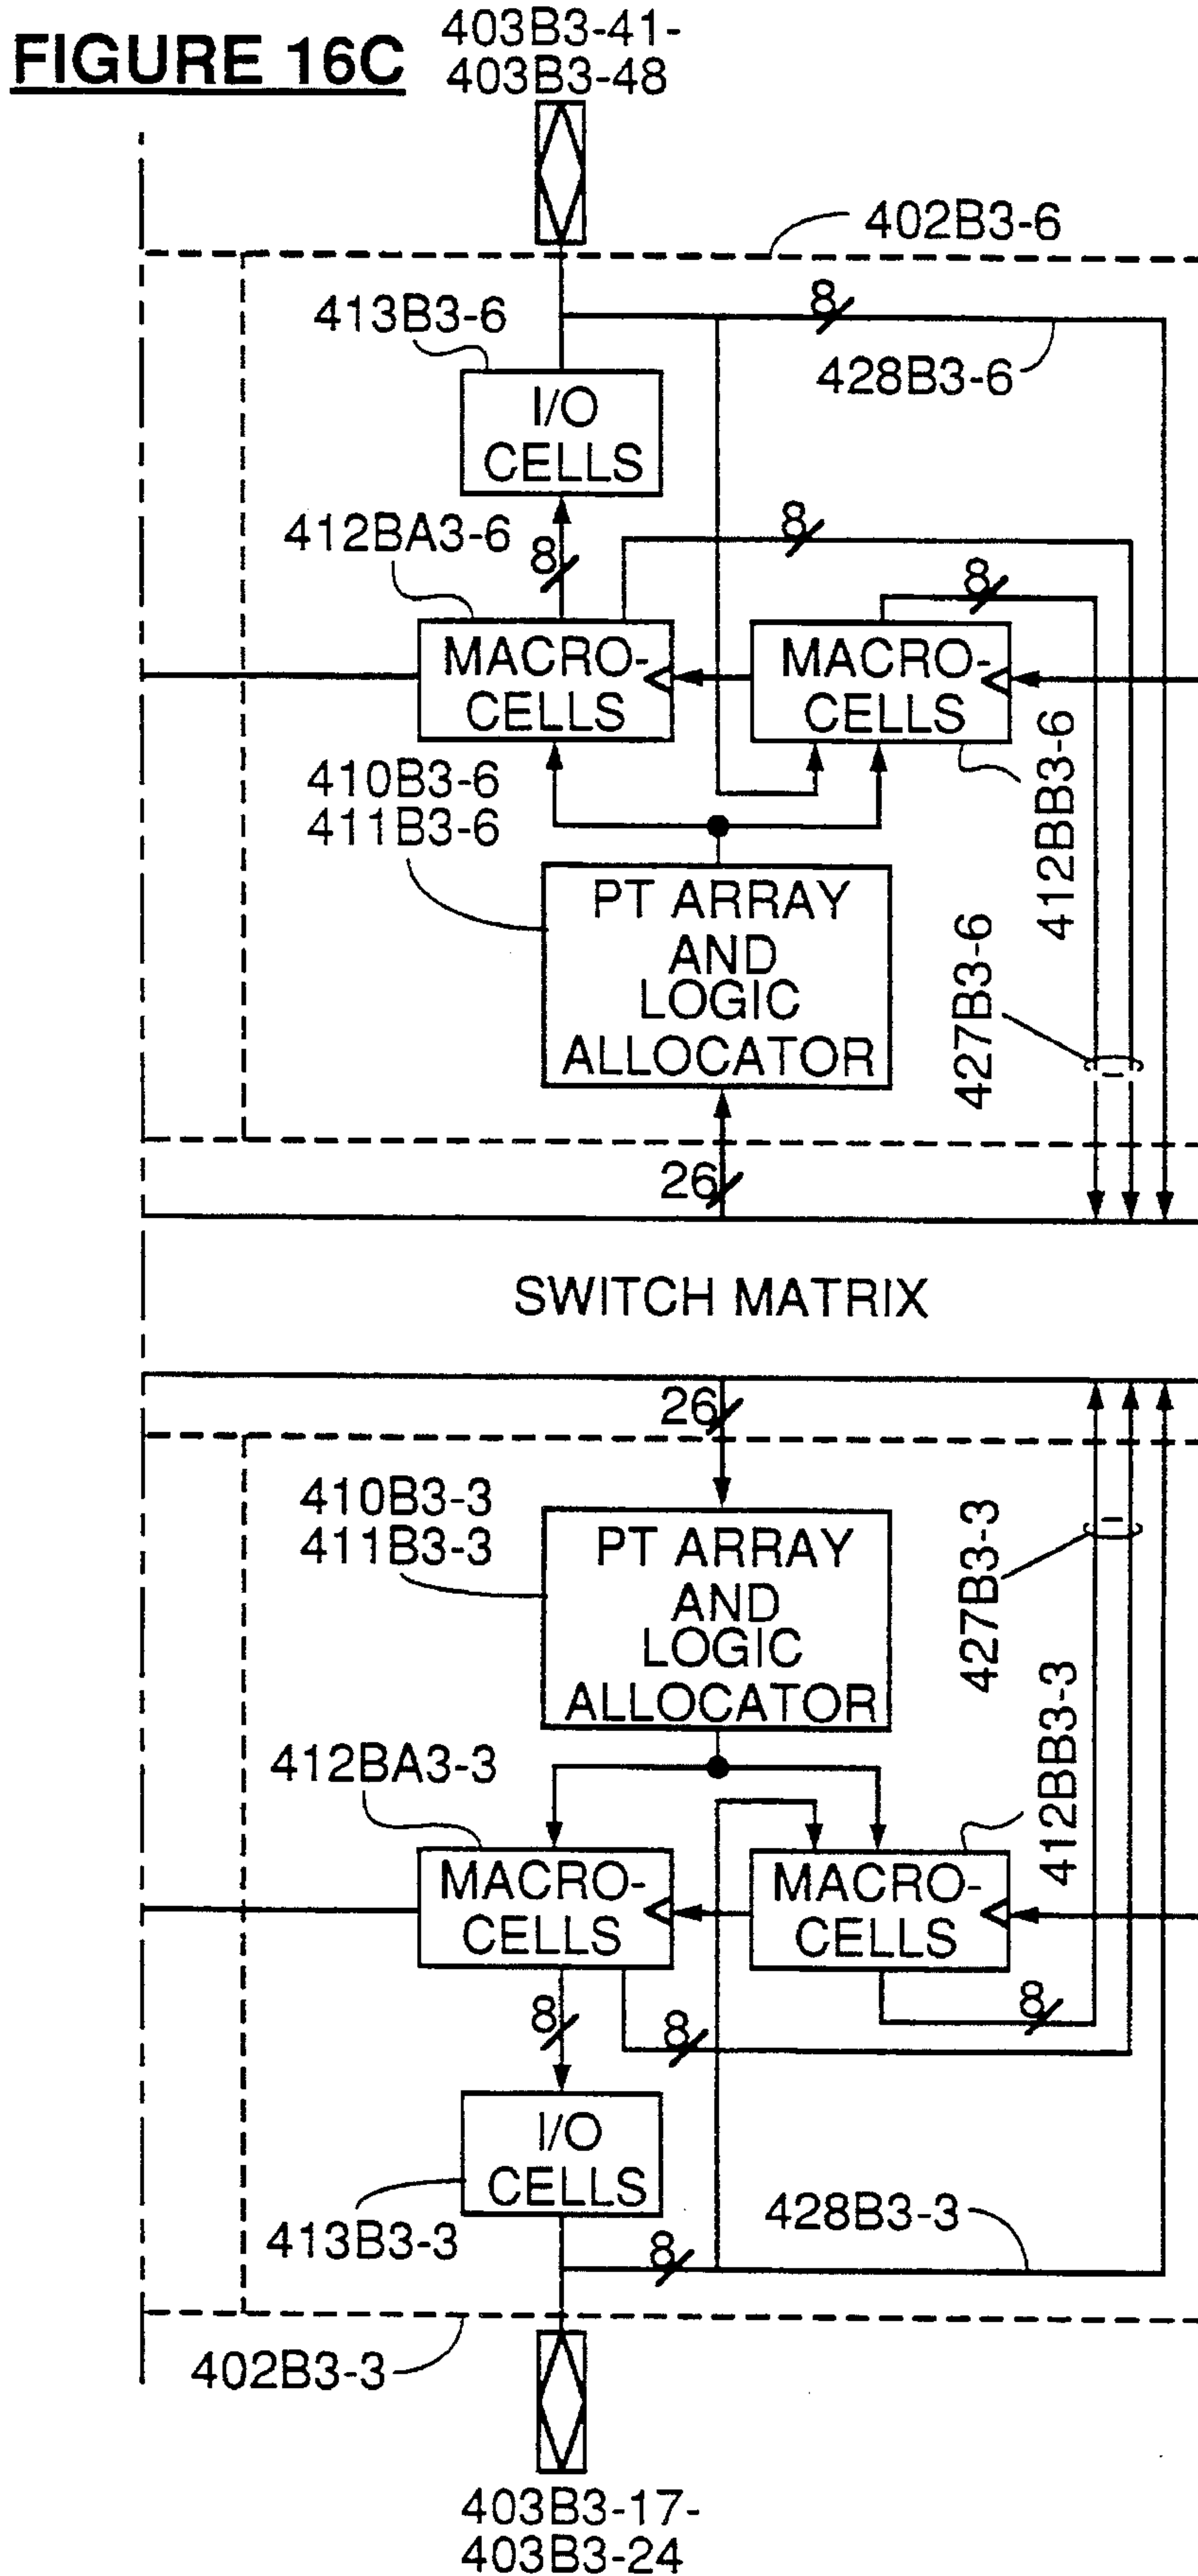 FIGURE 16C
403B3-41-
403B3-48
402B3-6
8
413B3-6
428B3-6
I/O
CELLS
412BA3-6
8
8
8
MACRO-
CELLS
MACRO-
CELLS
410B3-6
411B3-6
412BB3-6
PT ARRAY
AND
LOGIC
ALLOCATOR
427B3-6
26
SWITCH MATRIX
26
410B3-3
411B3-3
PT ARRAY
AND
LOGIC
ALLOCATOR
427B3-3
412BA3-3
412BB3-3
MACRO-
CELLS
MACRO-
CELLS
8
8
8
I/O
CELLS
413B3-3
428B3-3
8
402B3-3
403B3-17-
403B3-24